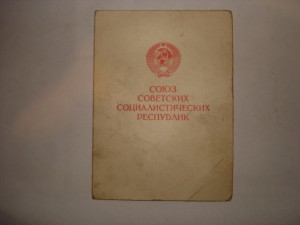 СОЮЗ
СОВЕТСКИХ
СОЦИАЛИСТИЧЕСКИХ
РЕСПУБЛИК